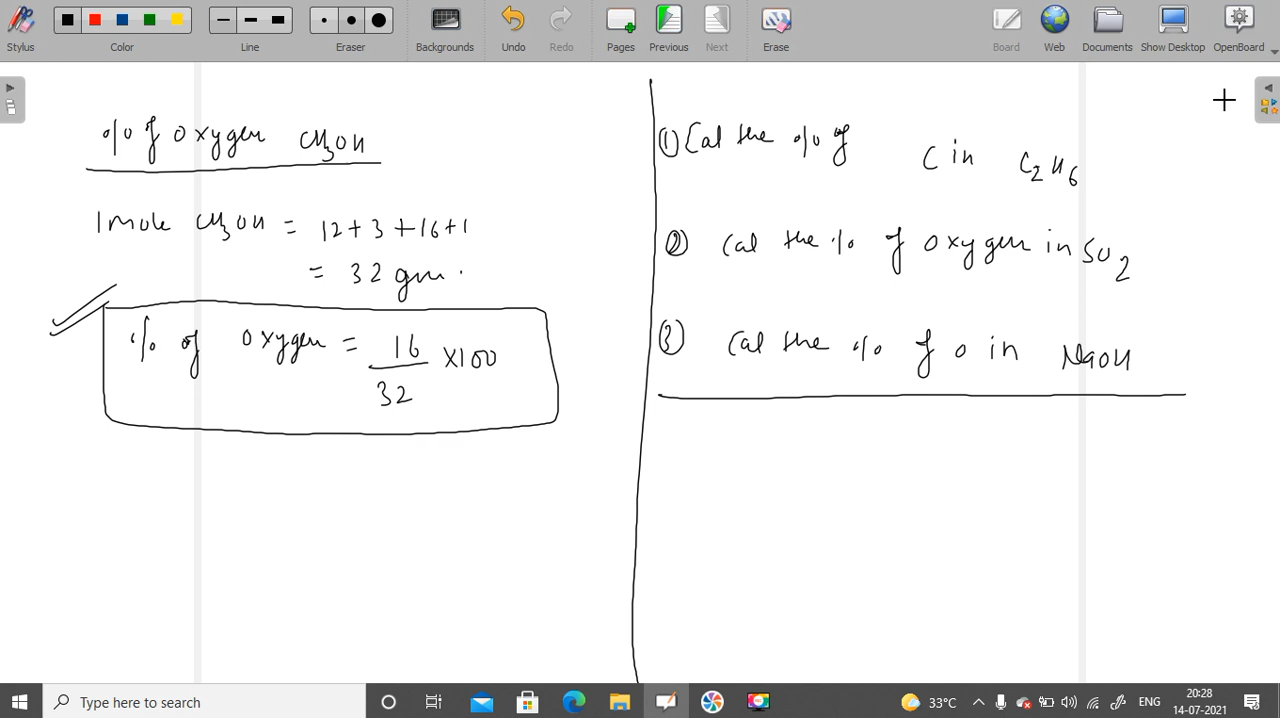 Stylus
Color
Line
Eraser
Backgrounds
Undo
Redo
Pages
Previous
Next
Erase
Board
Web
Documents
Show Desktop
OpenBoard
% of oxygen CH3OH
1 mole CH3OH = 12+3+16+1
= 32 gm.
% of oxygen = 16/32 ×100
① Cal the % of C in C2H6
② Cal the % of oxygen in SO2
③ Cal the % of O in NaOH
Type here to search
33°C
ENG
20:28
14-07-2021